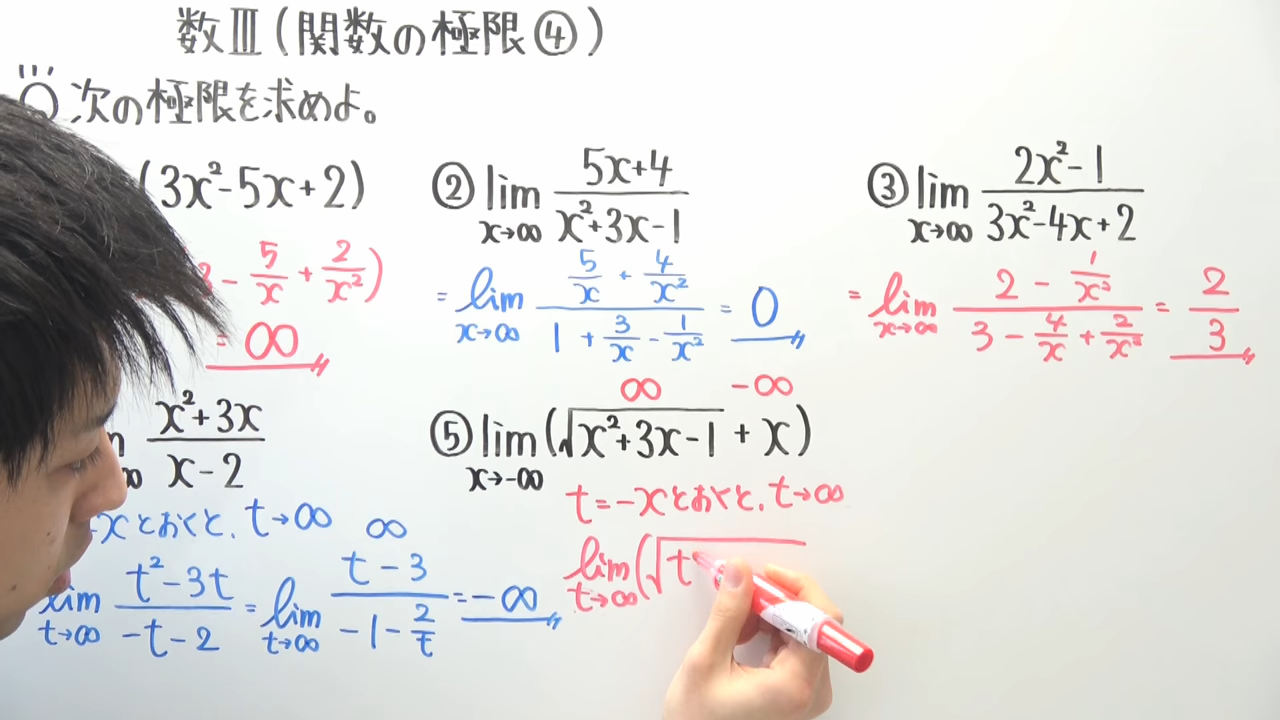 数Ⅲ(関数の極限④)
次の極限を求めよ。
(3x²-5x+2)
- 5/x + 2/x²)
= ∞
② lim x→∞ (5x+4)/(x²+3x-1)
= lim x→∞ (5/x + 4/x²)/(1 + 3/x - 1/x²) = 0
③ lim x→∞ (2x²-1)/(3x²-4x+2)
= lim x→∞ (2 - 1/x²)/(3 - 4/x + 2/x²) = 2/3
(x²+3x)/(x-2)
xとおくと、t→∞
lim t→∞ (t²-3t)/(-t-2) = lim t→∞ (t-3)/(-1-2/t) = -∞
∞
∞ -∞
⑤ lim x→-∞ (√(x²+3x-1) + x)
t=-xとおくと、t→∞
lim t→∞ (√t